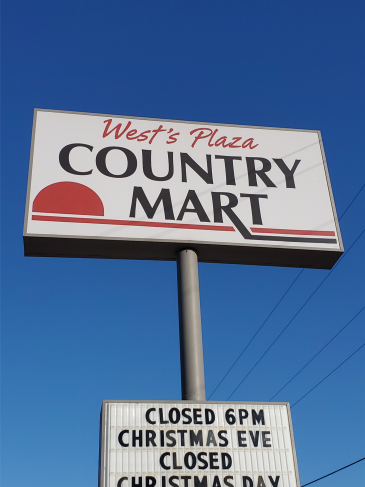 West's Plaza
COUNTRY
MART
CLOSED 6PM
CHRISTMAS EVE
CLOSED
CHRISTMAS DAY